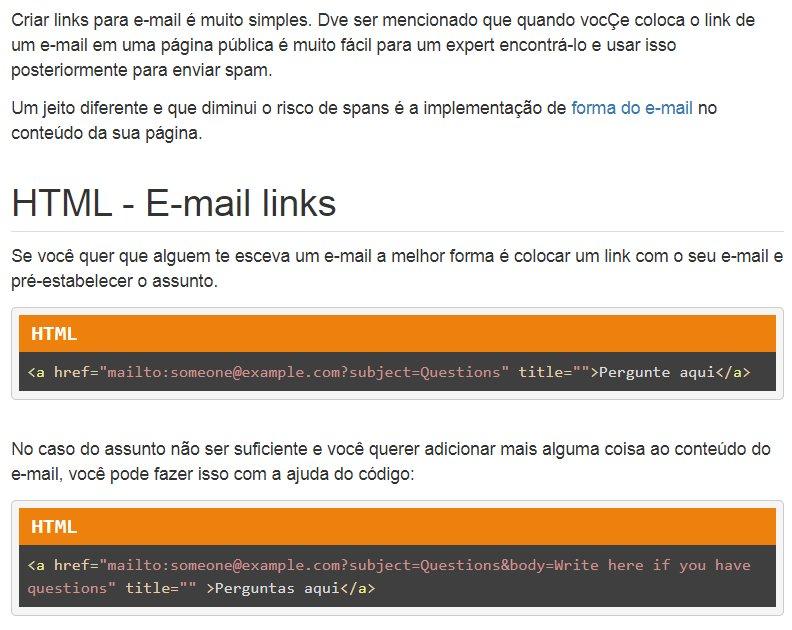 Criar links para e-mail é muito simples. Dve ser mencionado que quando vocÇe coloca o link de
um e-mail em uma página pública é muito fácil para um expert encontrá-lo e usar isso
posteriormente para enviar spam.
Um jeito diferente e que diminui o risco de spans é a implementação de forma do e-mail no
conteúdo da sua página.
HTML - E-mail links
Se você quer que alguem te esceva um e-mail a melhor forma é colocar um link com o seu e-mail e
pré-estabelecer o assunto.
HTML
<a href="mailto:someone@example.com?subject=Questions" title="">Pergunte aqui</a>
No caso do assunto não ser suficiente e você querer adicionar mais alguma coisa ao conteúdo do
e-mail, você pode fazer isso com a ajuda do código:
HTML
<a href="mailto:someone@example.com?subject=Questions&body=Write here if you have
questions" title="" >Perguntas aqui</a>